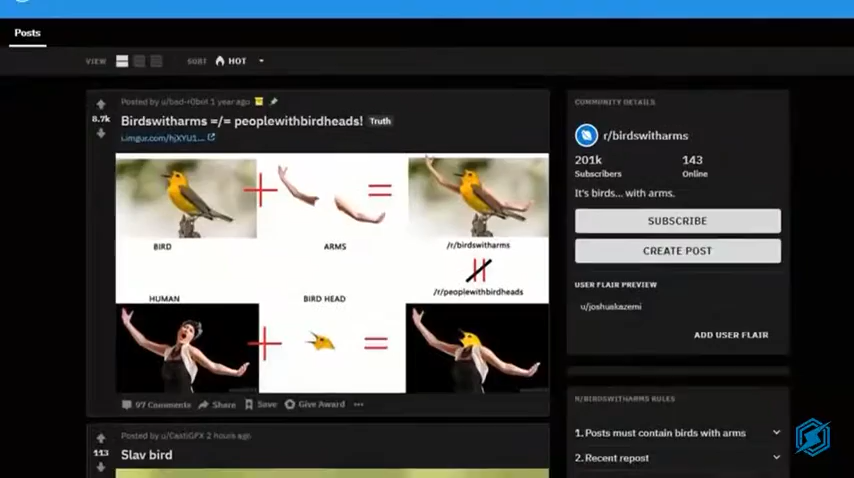 Posts
VIEW SORT HOT
Posted by u/bad-r0bot 1 year ago
8.7k
Birdswitharms =/= peoplewithbirdheads! Truth
i.imgur.com/hjXYU1...
BIRD ARMS /r/birdswitharms
/r/peoplewithbirdheads
HUMAN BIRD HEAD
97 Comments Share Save Give Award
Posted by u/CastiGFX 2 hours ago
113
Slav bird
COMMUNITY DETAILS
r/birdswitharms
201k 143
Subscribers Online
It's birds... with arms.
SUBSCRIBE
CREATE POST
USER FLAIR PREVIEW
u/joshuakazemi
ADD USER FLAIR
R/BIRDSWITHARMS RULES
1. Posts must contain birds with arms
2. Recent repost